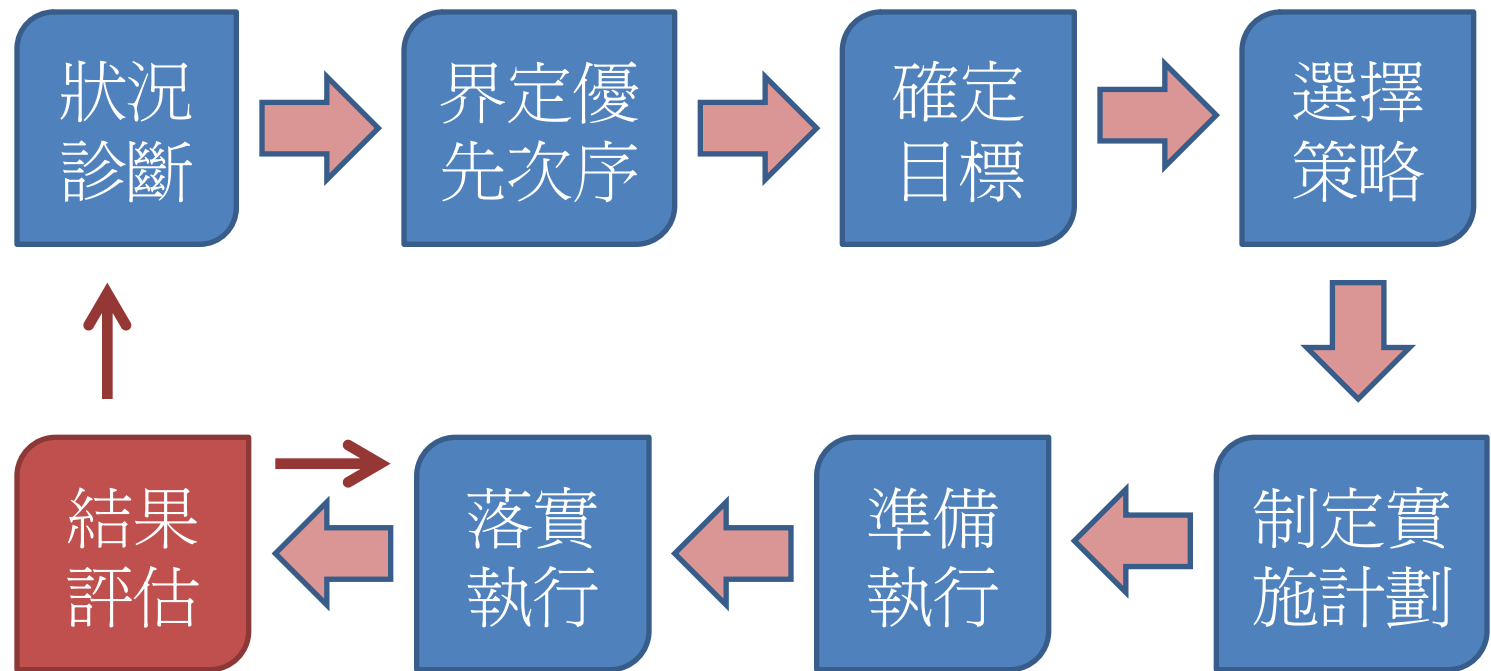 狀況
診斷
界定優
先次序
確定
目標
選擇
策略
制定實
施計劃
準備
執行
落實
執行
結果
評估